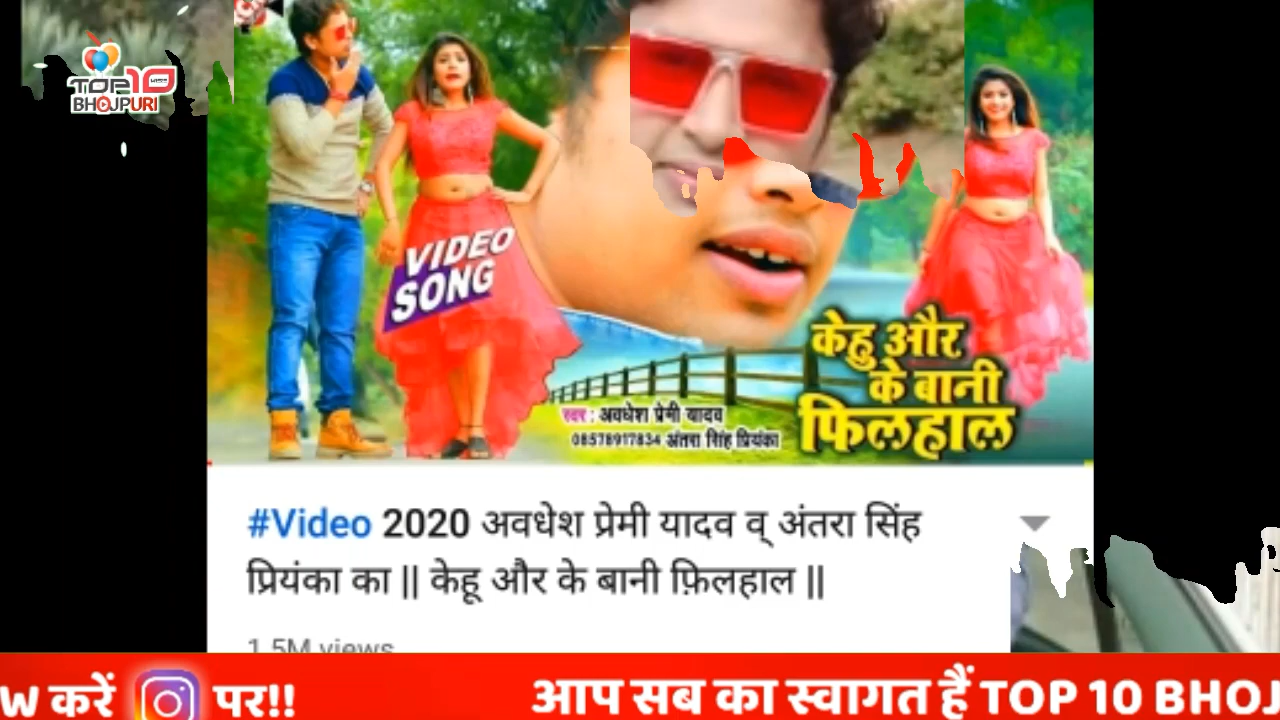 TOP 10
BHOJPURI
VIDEO
SONG
केहु और
के बानी
फिलहाल
स्वर : अवधेश प्रेमी यादव
08578917834 अंतरा सिंह प्रियंका
#Video 2020 अवधेश प्रेमी यादव व् अंतरा सिंह
प्रियंका का || केहू और के बानी फ़िलहाल ||
1.5M views
W करें पर!! आप सब का स्वागत हैं TOP 10 BHOJ